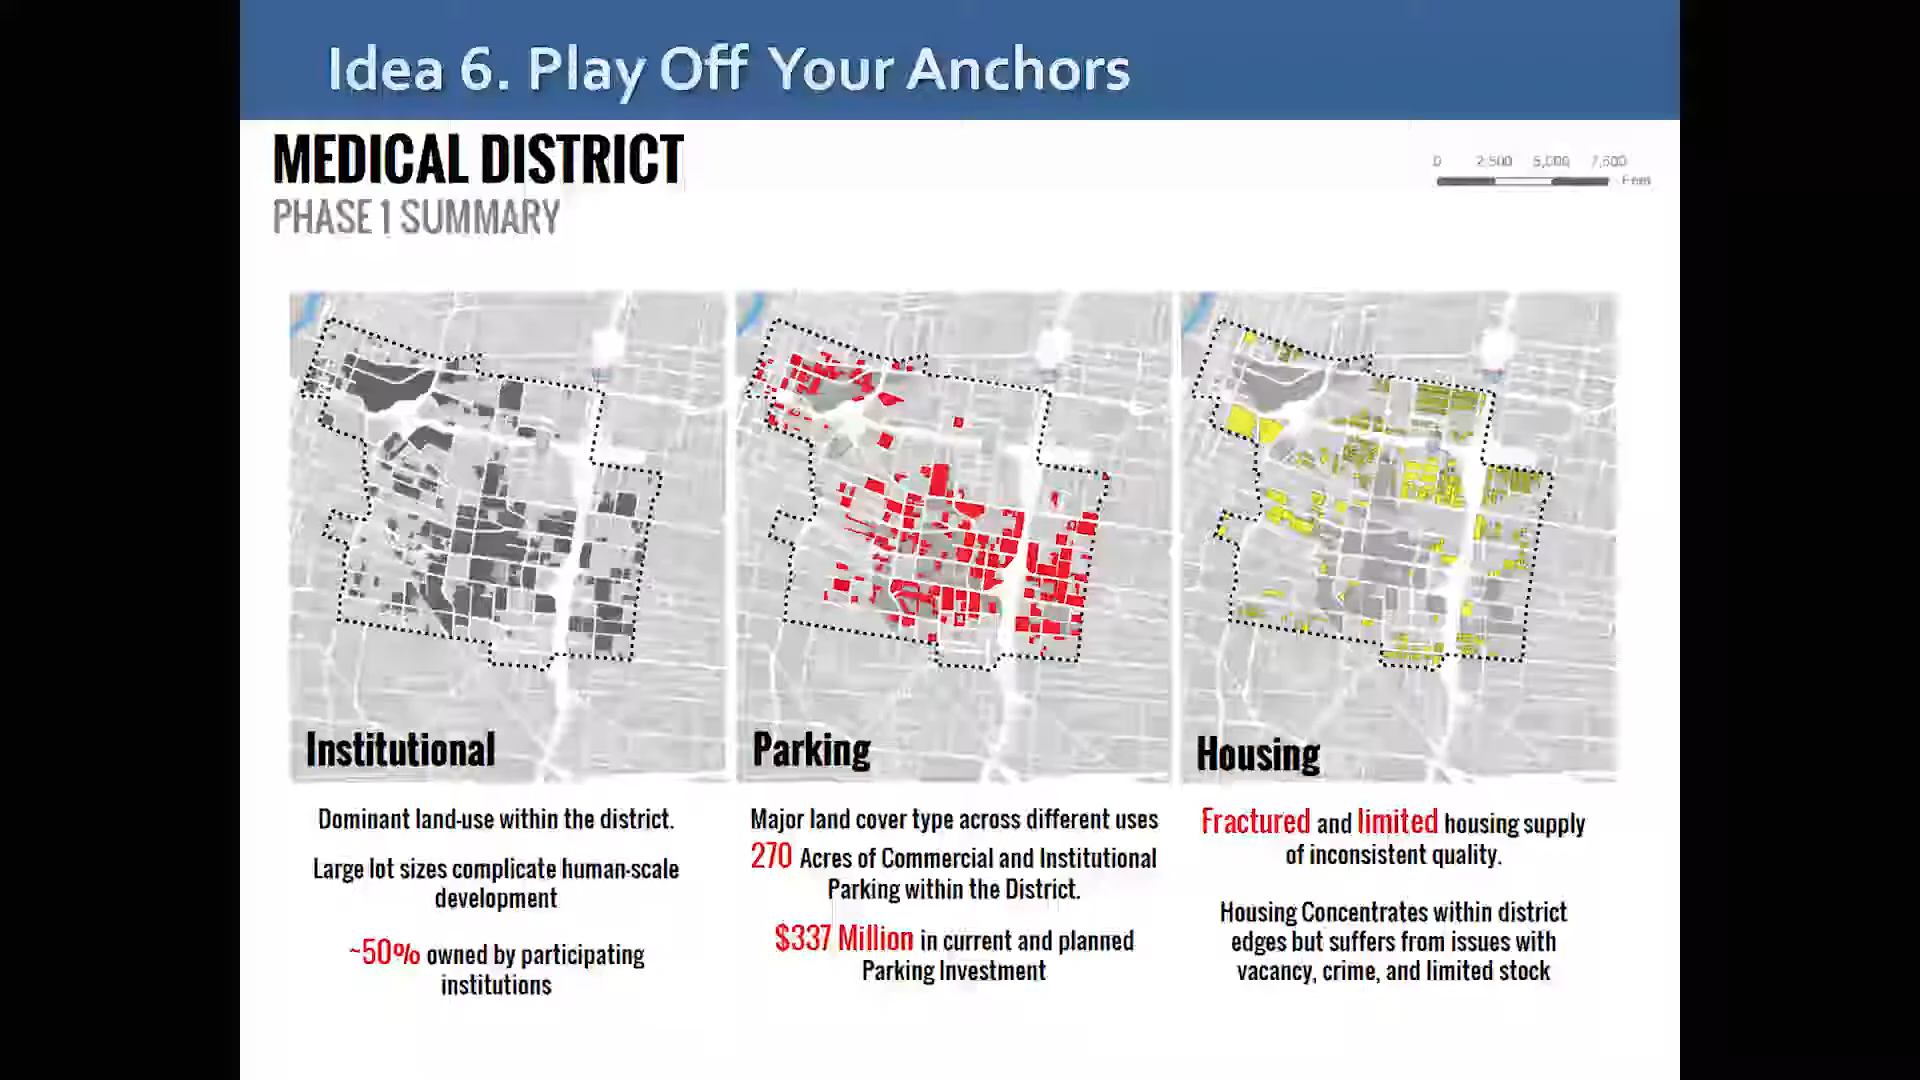 Idea 6. Play Off Your Anchors
MEDICAL DISTRICT
PHASE 1 SUMMARY
0 2,500 5,000 7,500
Feet
Institutional
Dominant land-use within the district.
Large lot sizes complicate human-scale
development
~50% owned by participating
institutions
Parking
Major land cover type across different uses
270 Acres of Commercial and Institutional
Parking within the District.
$337 Million in current and planned
Parking Investment
Housing
Fractured and limited housing supply
of inconsistent quality.
Housing Concentrates within district
edges but suffers from issues with
vacancy, crime, and limited stock